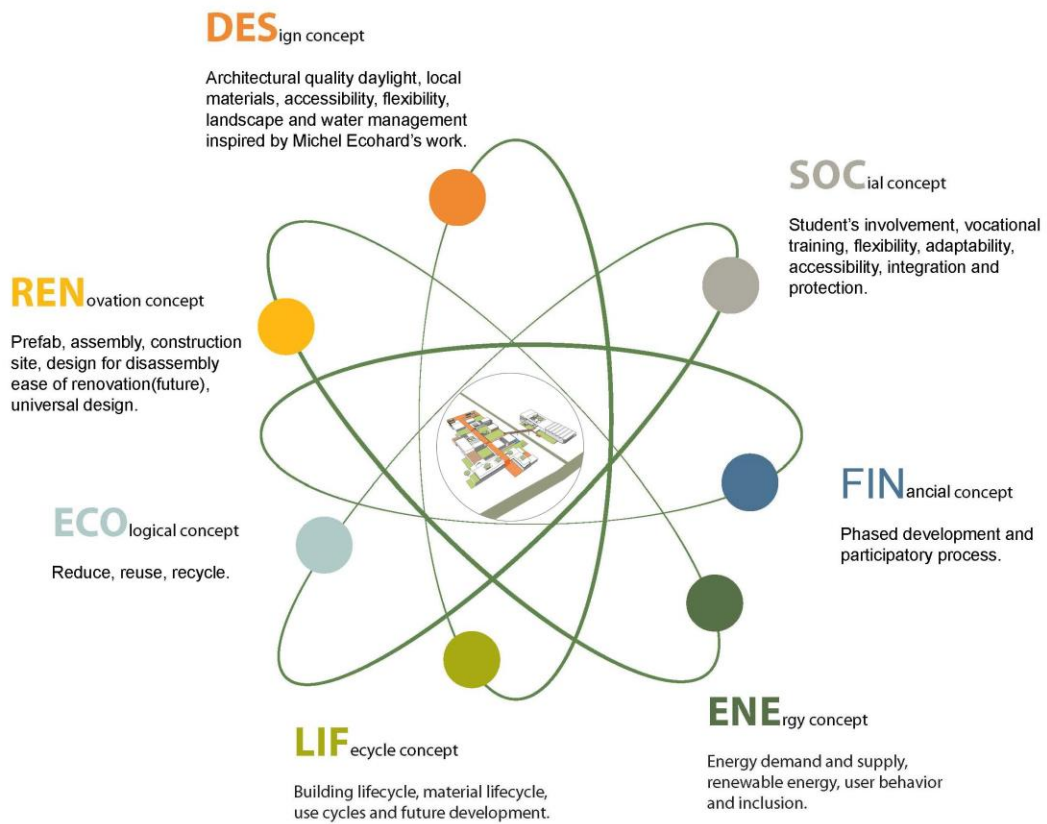 DESign concept
Architectural quality daylight, local
materials, accessibility, flexibility,
landscape and water management
inspired by Michel Ecohard's work.
SOCial concept
Student's involvement, vocational
training, flexibility, adaptability,
accessibility, integration and
protection.
RENovation concept
Prefab, assembly, construction
site, design for disassembly
ease of renovation(future),
universal design.
FINancial concept
Phased development and
participatory process.
ECOlogical concept
Reduce, reuse, recycle.
ENErgy concept
Energy demand and supply,
renewable energy, user behavior
and inclusion.
LIFecycle concept
Building lifecycle, material lifecycle,
use cycles and future development.